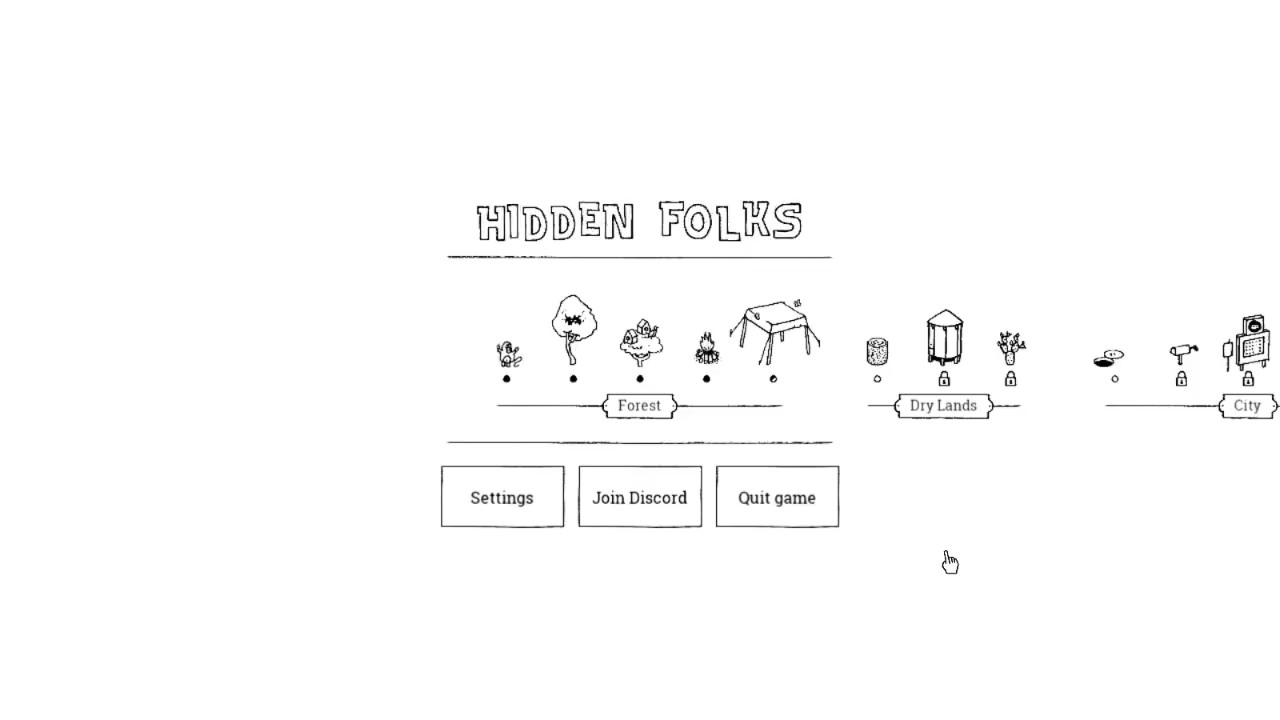 HIDDEN FOLKS
Forest
Dry Lands
City
Settings
Join Discord
Quit game